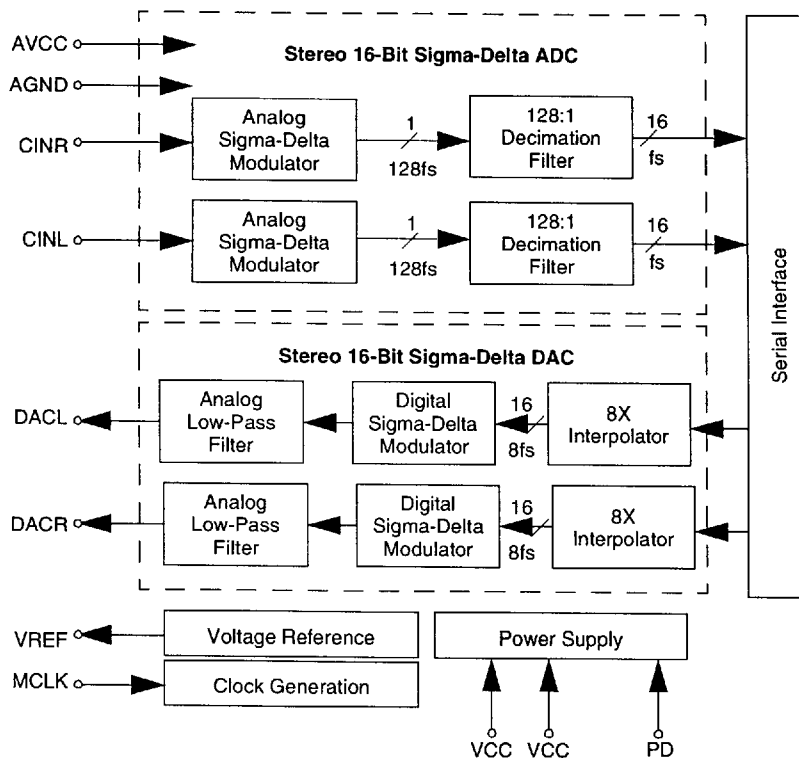 AVCC
Stereo 16-Bit Sigma-Delta ADC
AGND
CINR
Analog
Sigma-Delta
Modulator
1
128fs
128:1
Decimation
Filter
16
fs
CINL
Analog
Sigma-Delta
Modulator
1
128fs
128:1
Decimation
Filter
16
fs
Serial Interface
Stereo 16-Bit Sigma-Delta DAC
DACL
Analog
Low-Pass
Filter
Digital
Sigma-Delta
Modulator
16
8fs
8X
Interpolator
DACR
Analog
Low-Pass
Filter
Digital
Sigma-Delta
Modulator
16
8fs
8X
Interpolator
VREF
Voltage Reference
Power Supply
MCLK
Clock Generation
VCC
VCC
PD